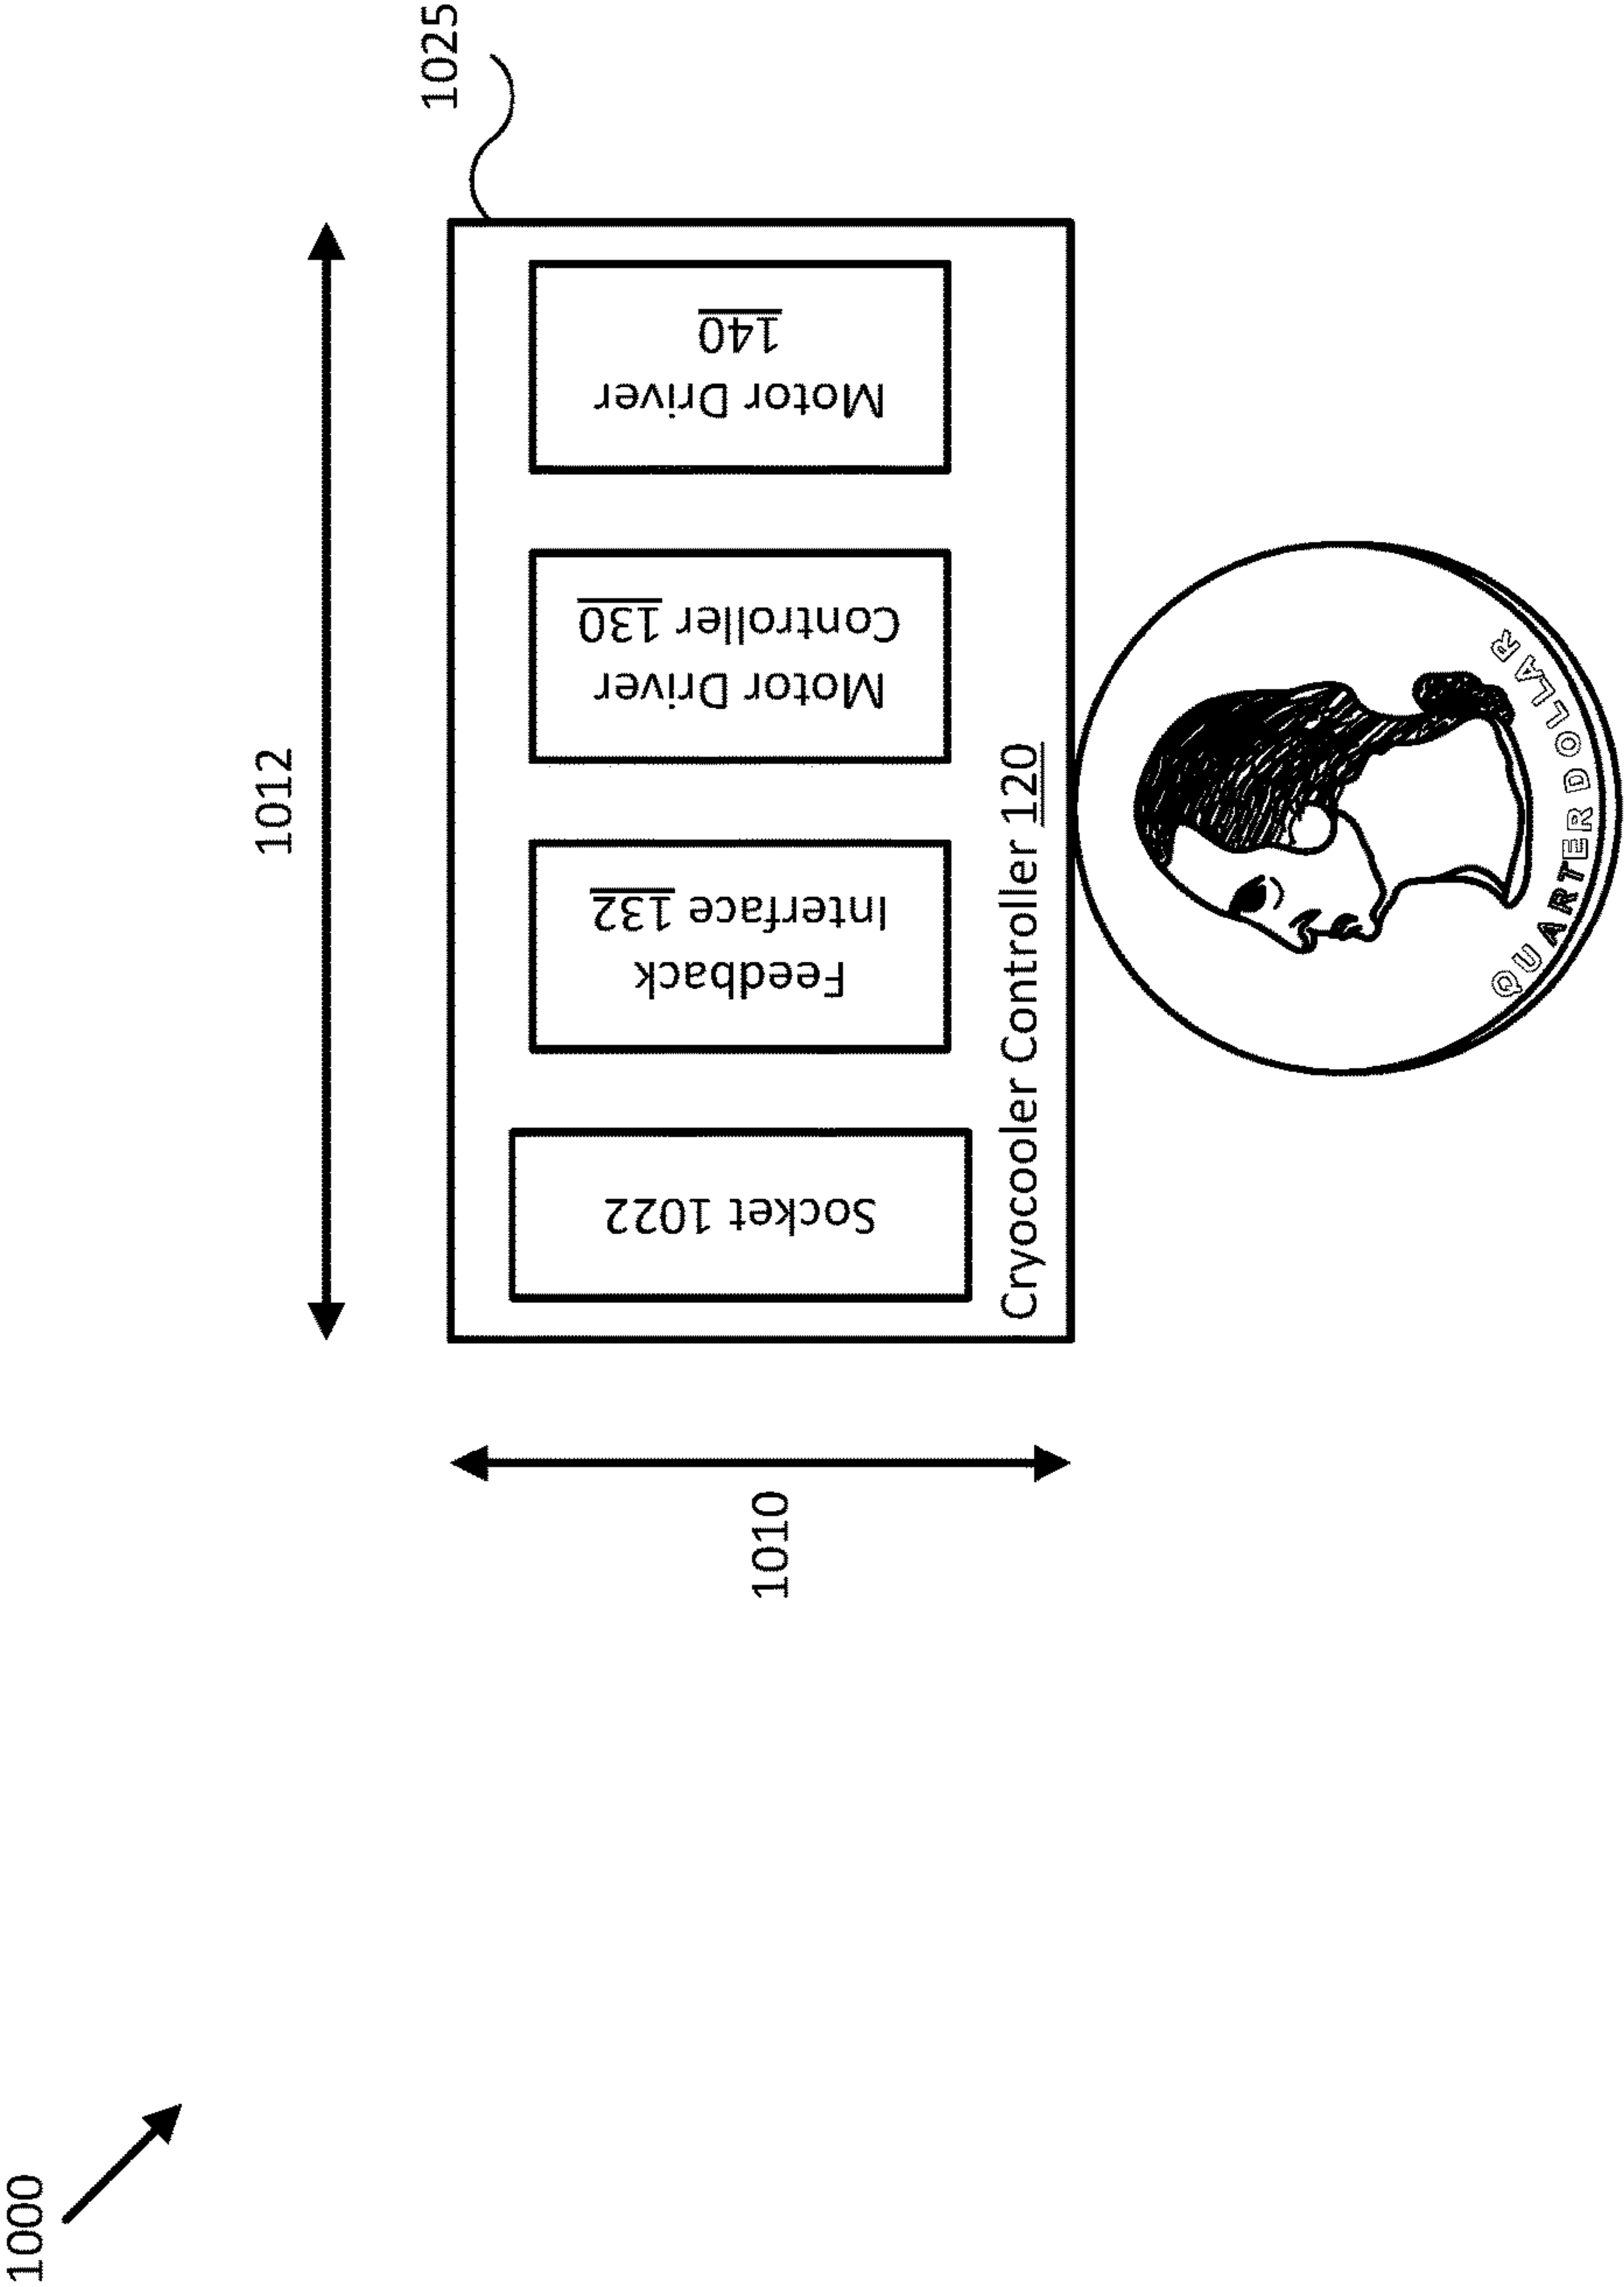 1000
1012
1025
1010
Socket 1022
Feedback
Interface 132
Motor Driver
Controller 130
Motor Driver
140
Cryocooler Controller 120
QUARTER DOLLAR